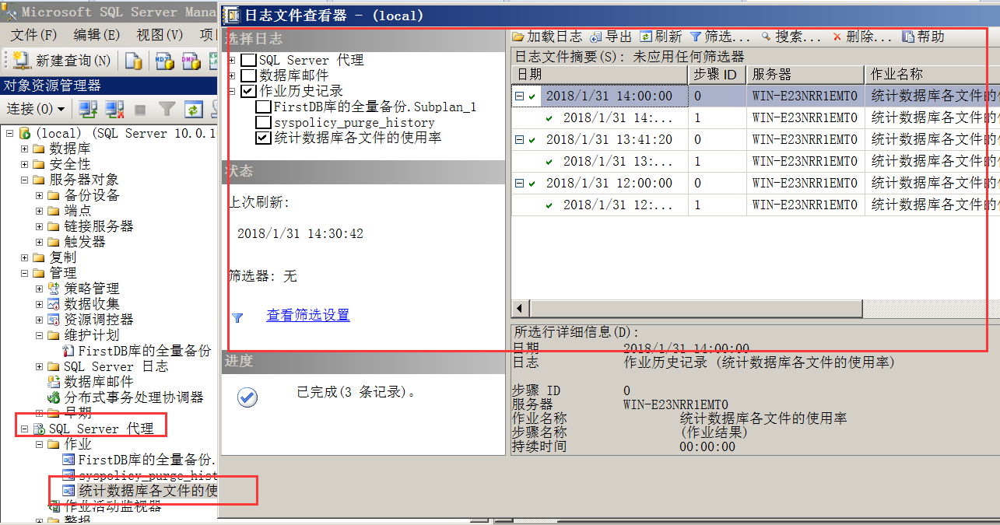 Microsoft SQL Server Mana
文件(F) 编辑(E) 视图(V) 项
新建查询(N)
对象资源管理器
连接(O)
(local) (SQL Server 10.0.1
数据库
安全性
服务器对象
备份设备
端点
链接服务器
触发器
复制
管理
策略管理
数据收集
资源调控器
维护计划
FirstDB库的全量备份
SQL Server 日志
数据库邮件
分布式事务处理协调器
早期
SQL Server 代理
作业
FirstDB库的全量备份.
syspolicy_purge_hist
统计数据库各文件的使
作业活动监视器
警报
日志文件查看器 - (local)
选择日志
SQL Server 代理
数据库邮件
作业历史记录
FirstDB库的全量备份.Subplan_1
syspolicy_purge_history
统计数据库各文件的使用率
状态
上次刷新:
2018/1/31 14:30:42
筛选器: 无
查看筛选设置
进度
已完成(3 条记录)。
加载日志 导出 刷新 筛选... 搜索... 删除... 帮助
日志文件摘要(S): 未应用任何筛选器
日期 步骤 ID 服务器 作业名称
2018/1/31 14:00:00 0 WIN-E23NRR1EMT0 统计数据库各文件的
2018/1/31 14:... 1 WIN-E23NRR1EMT0 统计数据库各文件的
2018/1/31 13:41:20 0 WIN-E23NRR1EMT0 统计数据库各文件的
2018/1/31 13:... 1 WIN-E23NRR1EMT0 统计数据库各文件的
2018/1/31 12:00:00 0 WIN-E23NRR1EMT0 统计数据库各文件的
2018/1/31 12:... 1 WIN-E23NRR1EMT0 统计数据库各文件的
所选行详细信息(D):
日期 2018/1/31 14:00:00
日志 作业历史记录 (统计数据库各文件的使用率)
步骤 ID 0
服务器 WIN-E23NRR1EMT0
作业名称 统计数据库各文件的使用率
步骤名称 (作业结果)
持续时间 00:00:00